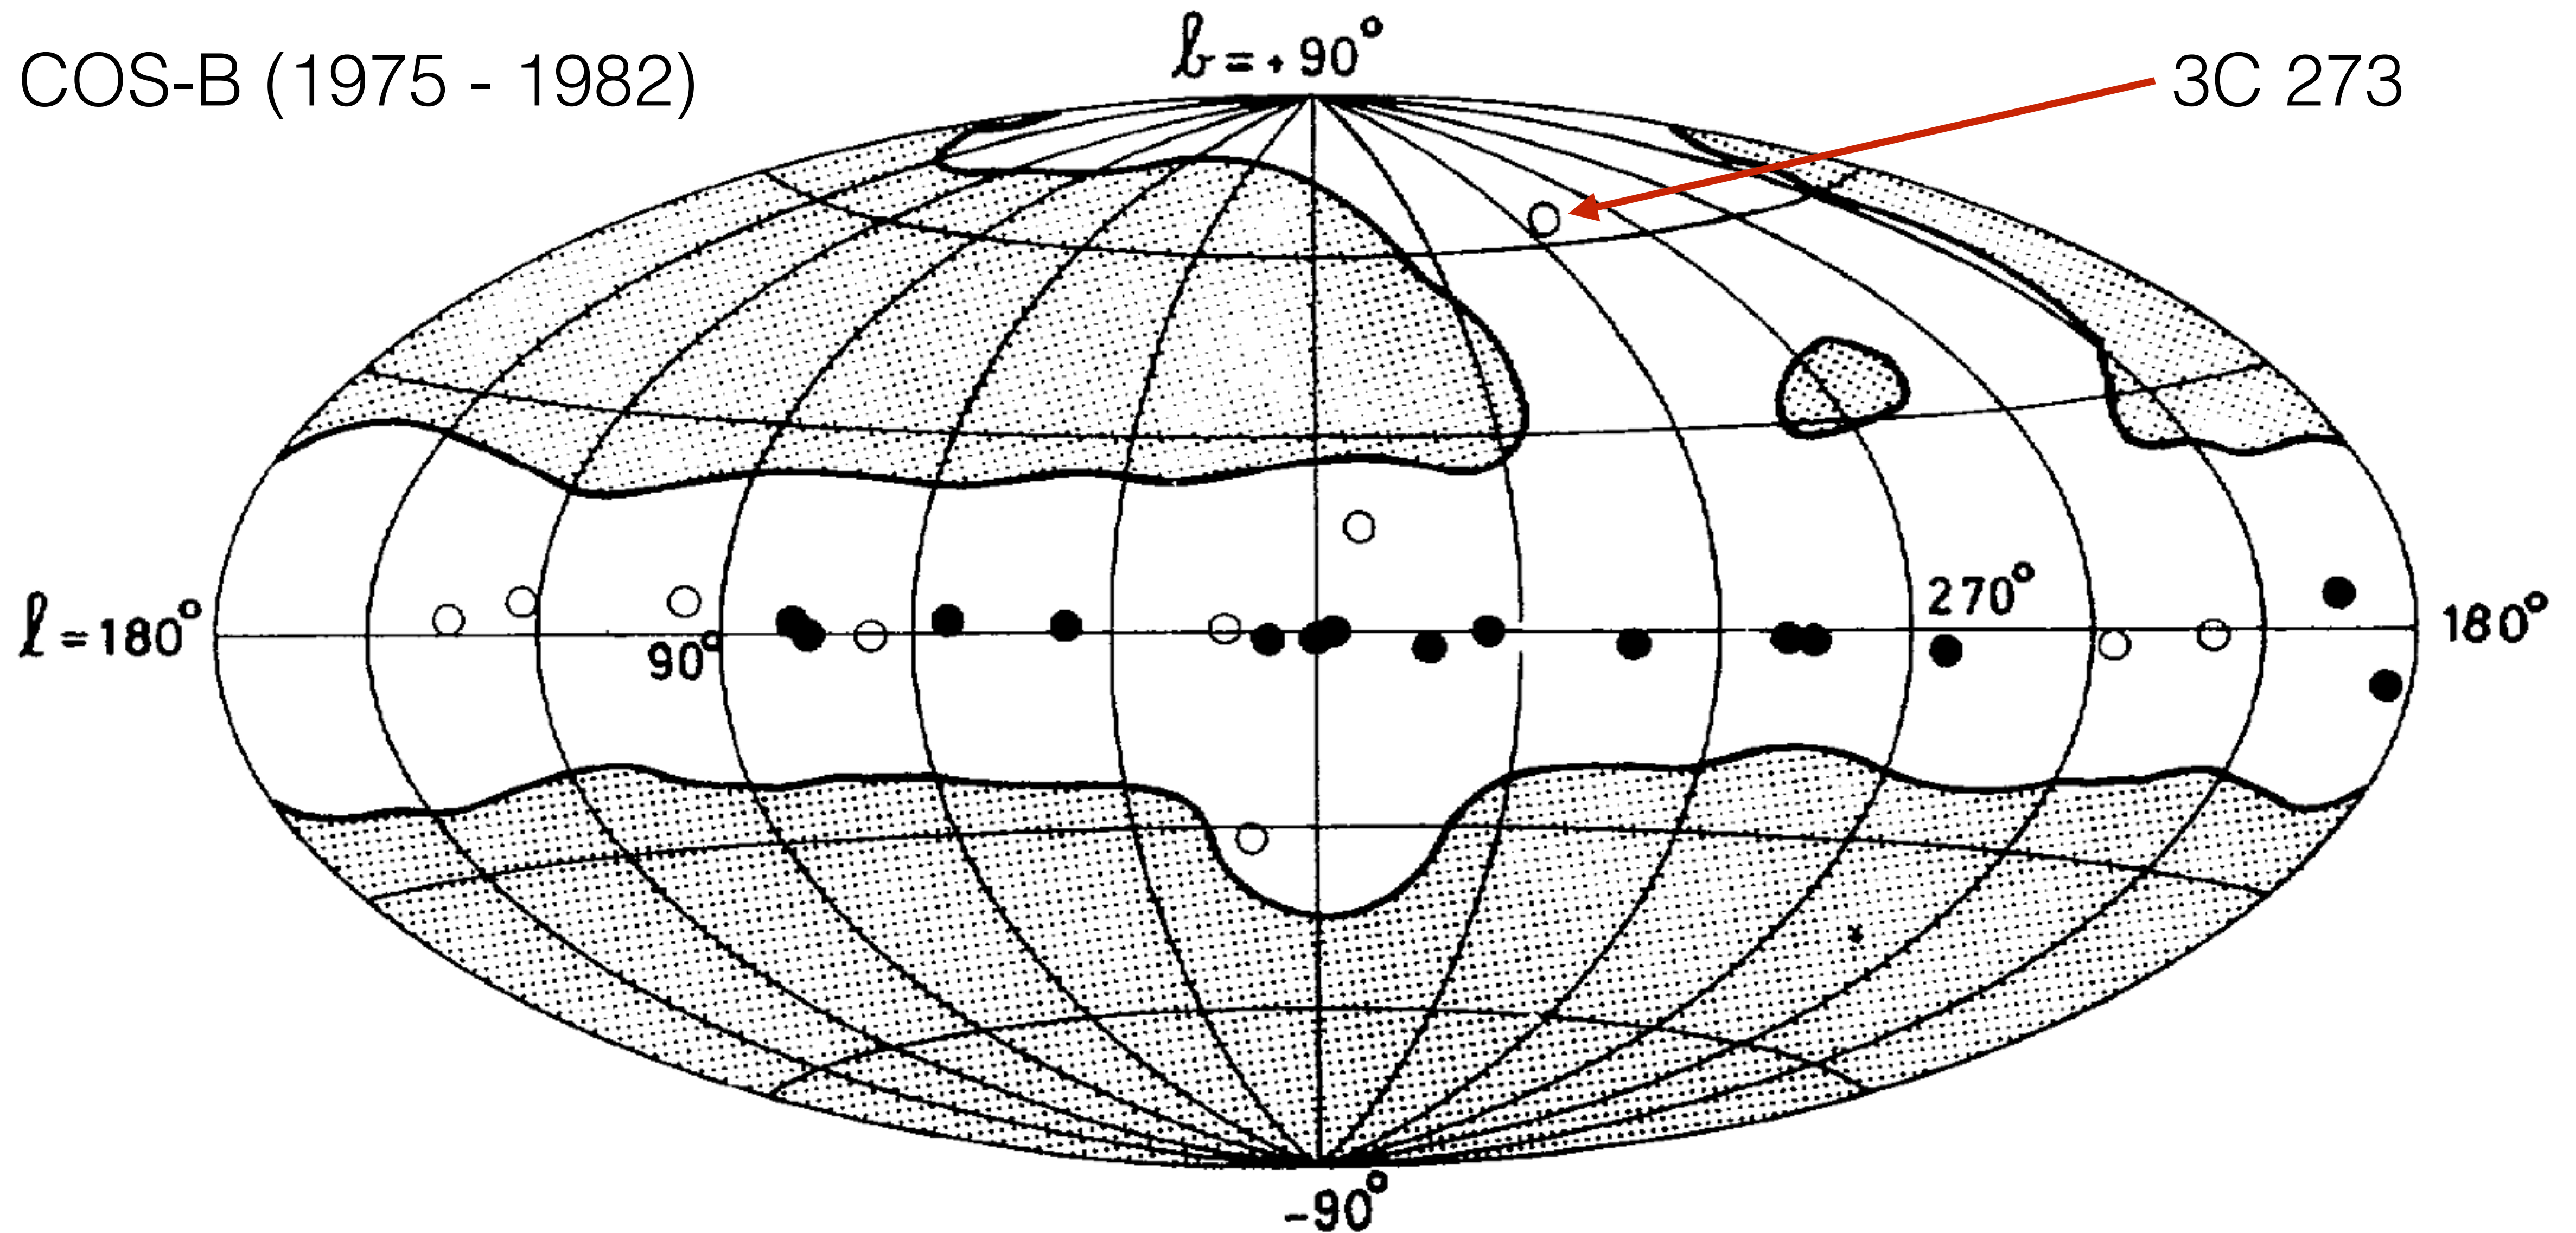 COS-B (1975 - 1982)
b = +90°
3C 273
270°
l = 180°
90°
180°
-90°